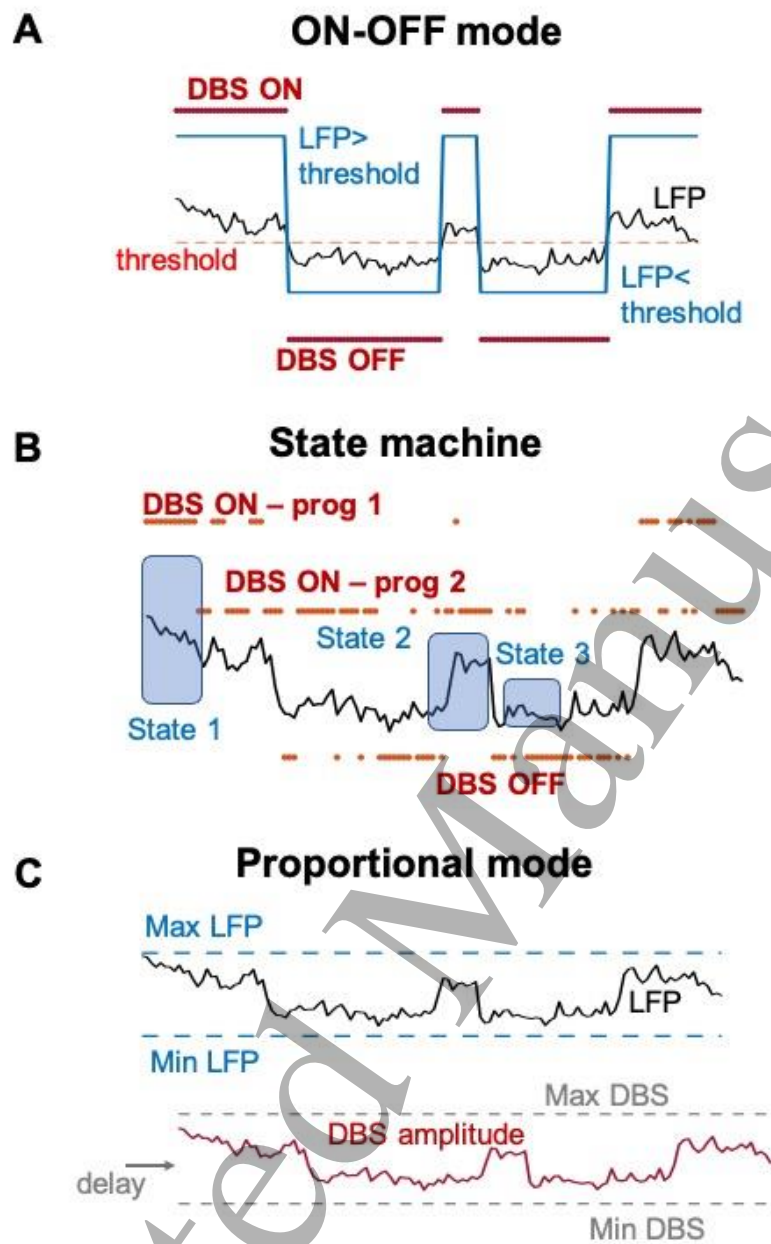 A
ON-OFF mode
DBS ON
LFP>
threshold
LFP
threshold
LFP<
threshold
DBS OFF
B
State machine
DBS ON – prog 1
DBS ON – prog 2
State 2
State 3
State 1
DBS OFF
C
Proportional mode
Max LFP
LFP
Min LFP
Max DBS
DBS amplitude
delay
Min DBS
ted Manus